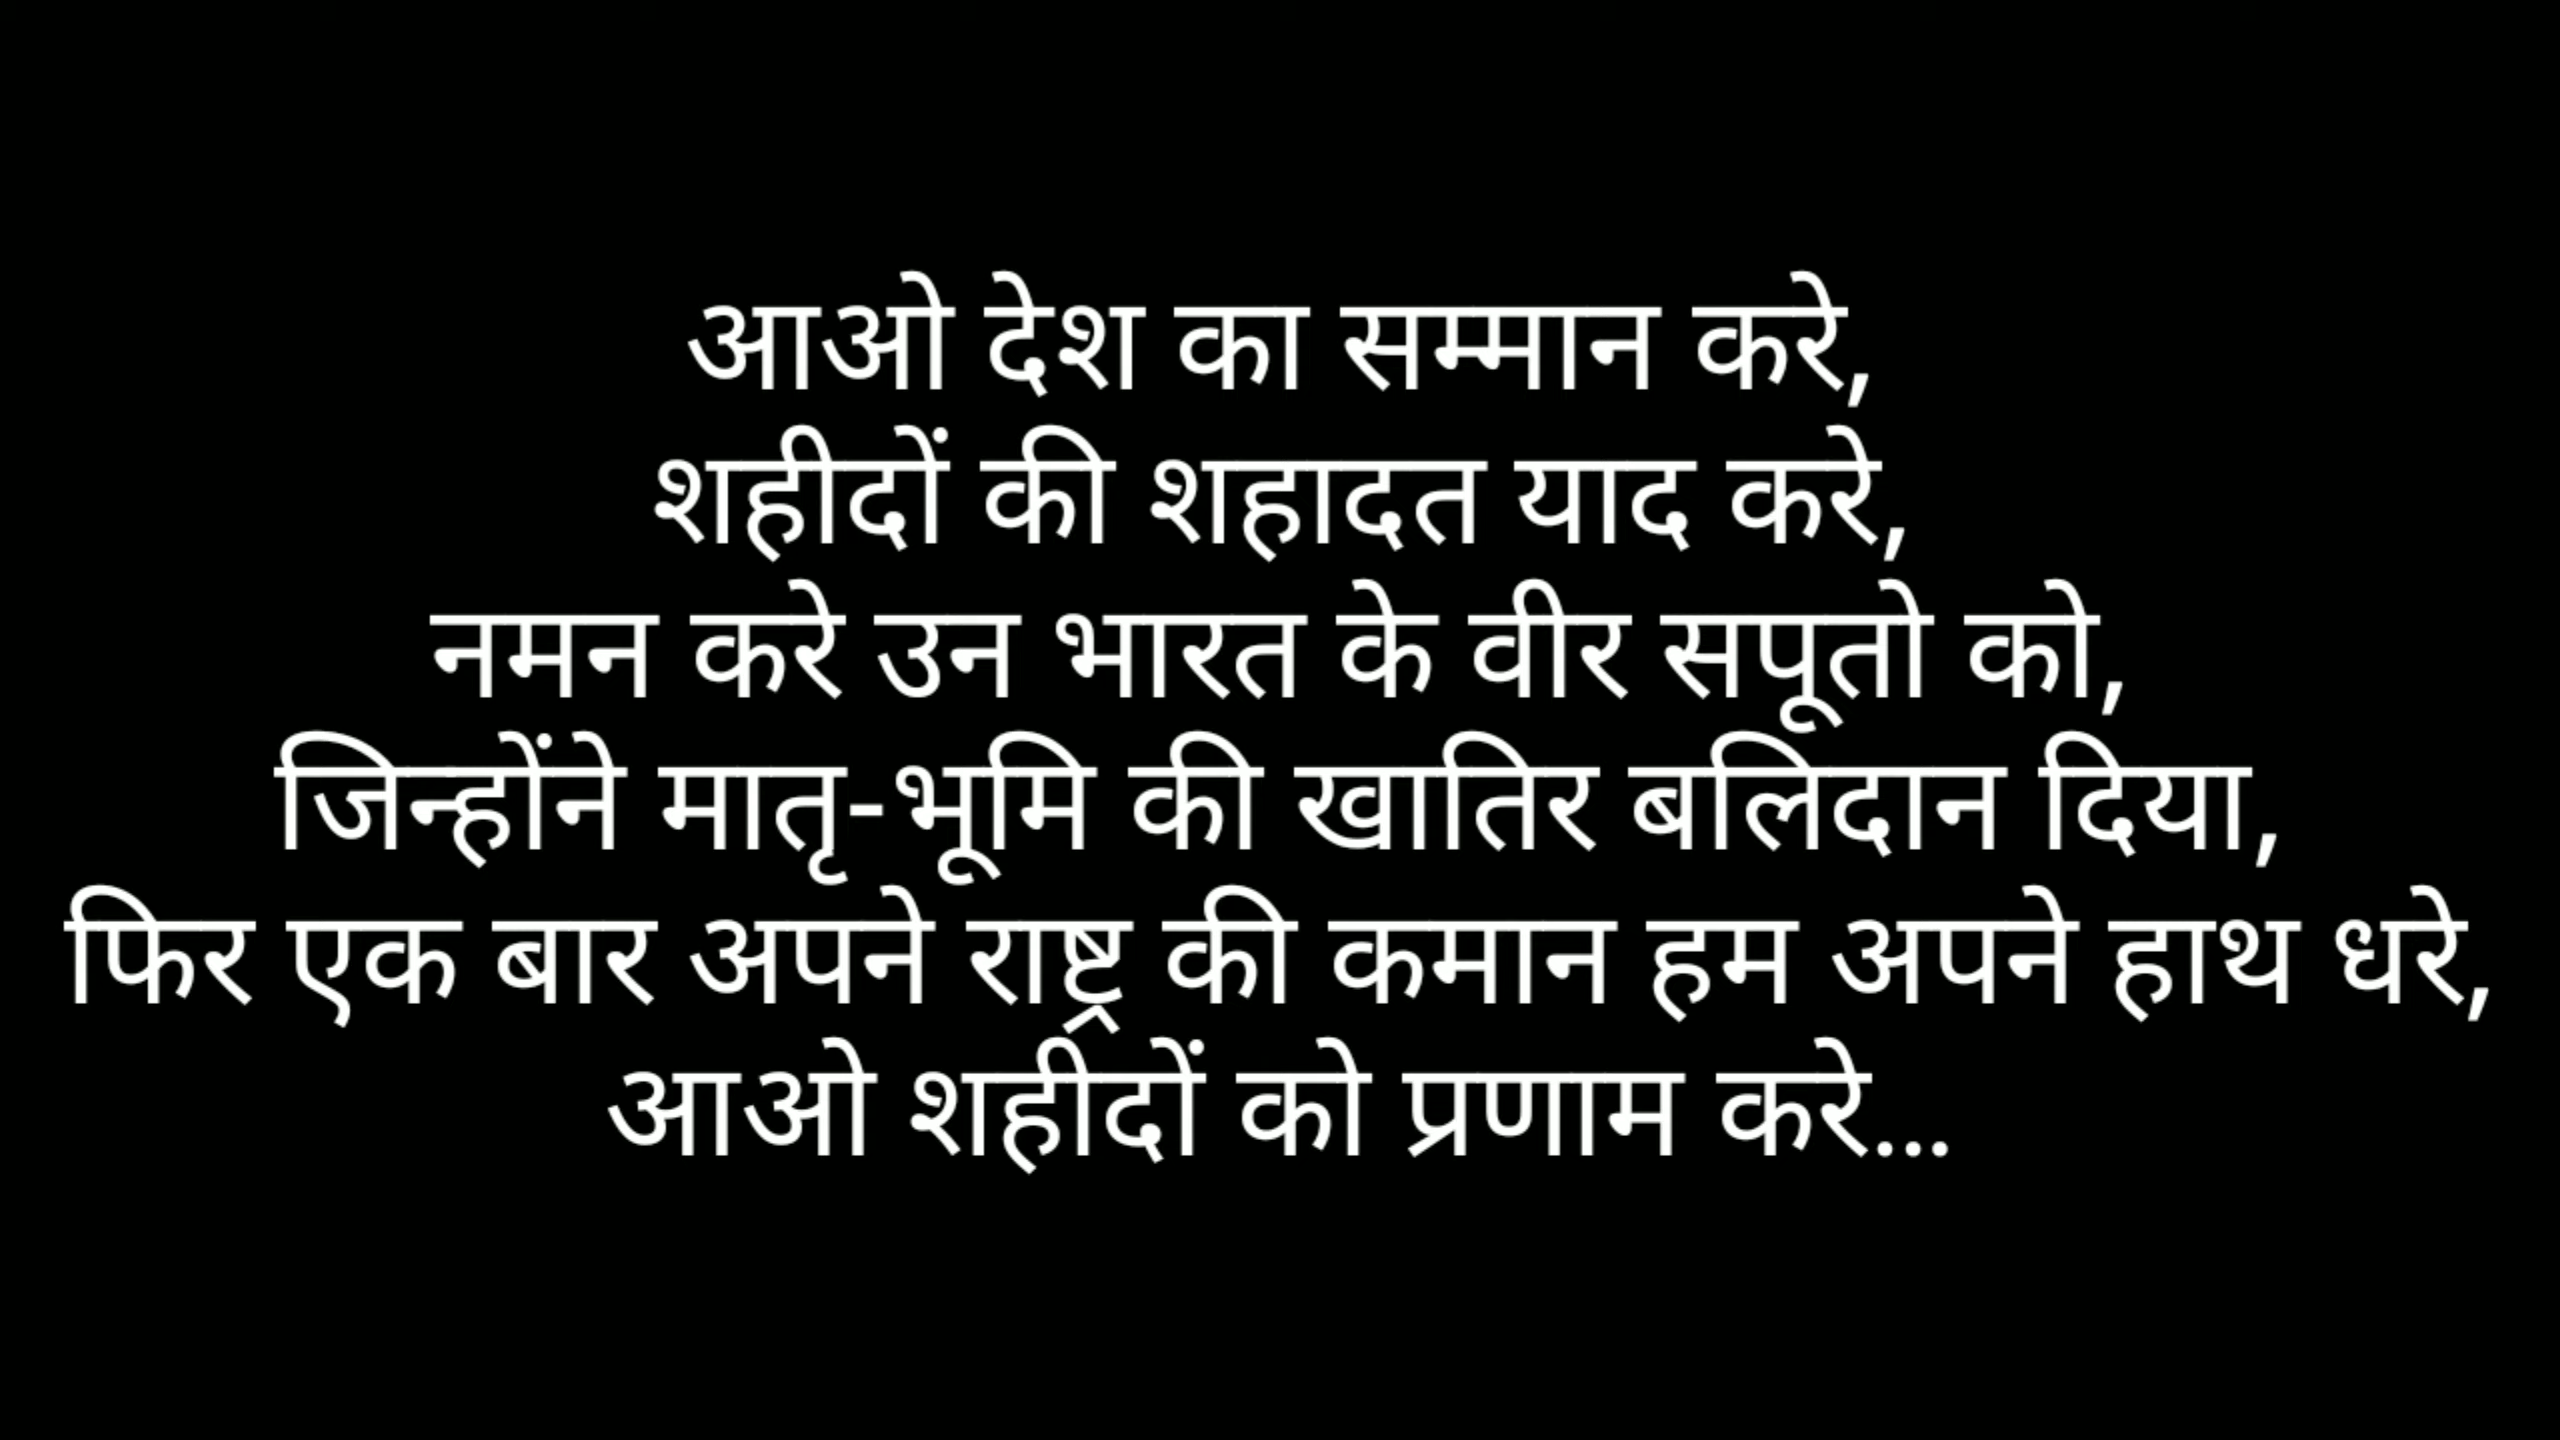 आओ देश का सम्मान करे,
शहीदों की शहादत याद करे,
नमन करे उन भारत के वीर सपूतो को,
जिन्होंने मातृ-भूमि की खातिर बलिदान दिया,
फिर एक बार अपने राष्ट्र की कमान हम अपने हाथ धरे,
आओ शहीदों को प्रणाम करे...